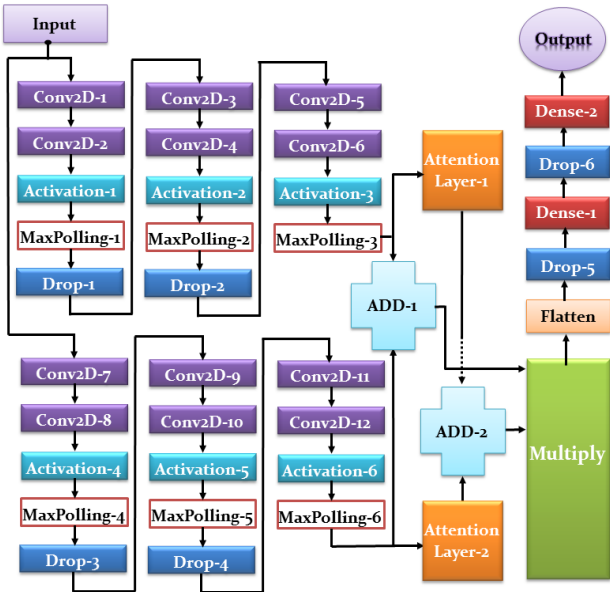 Input
Conv2D-1
Conv2D-2
Activation-1
MaxPolling-1
Drop-1
Conv2D-3
Conv2D-4
Activation-2
MaxPolling-2
Drop-2
Conv2D-5
Conv2D-6
Activation-3
MaxPolling-3
Conv2D-7
Conv2D-8
Activation-4
MaxPolling-4
Drop-3
Conv2D-9
Conv2D-10
Activation-5
MaxPolling-5
Drop-4
Conv2D-11
Conv2D-12
Activation-6
MaxPolling-6
Attention
Layer-1
ADD-1
ADD-2
Attention
Layer-2
Multiply
Flatten
Drop-5
Dense-1
Drop-6
Dense-2
Output